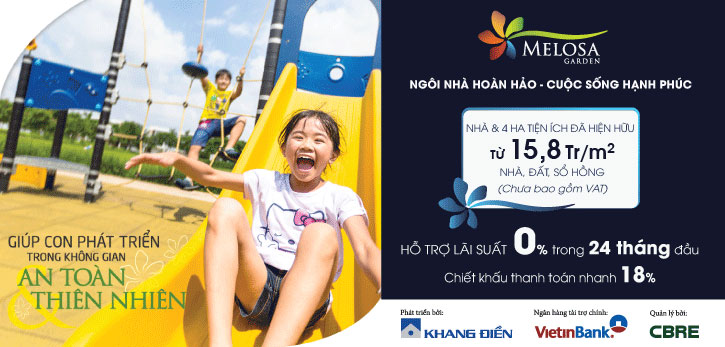 GIÚP CON PHÁT TRIỂN
TRONG KHÔNG GIAN
AN TOÀN
& THIÊN NHIÊN
MELOSA
GARDEN
NGÔI NHÀ HOÀN HẢO - CUỘC SỐNG HẠNH PHÚC
NHÀ & 4 HA TIỆN ÍCH ĐÃ HIỆN HỮU
TỪ 15,8 Tr/m²
NHÀ, ĐẤT, SỔ HỒNG
(Chưa bao gồm VAT)
HỖ TRỢ LÃI SUẤT 0% trong 24 tháng đầu
Chiết khấu thanh toán nhanh 18%
Phát triển bởi:
KHANG ĐIỀN
Ngân hàng tài trợ chính:
VietinBank
Quản lý bởi:
CBRE